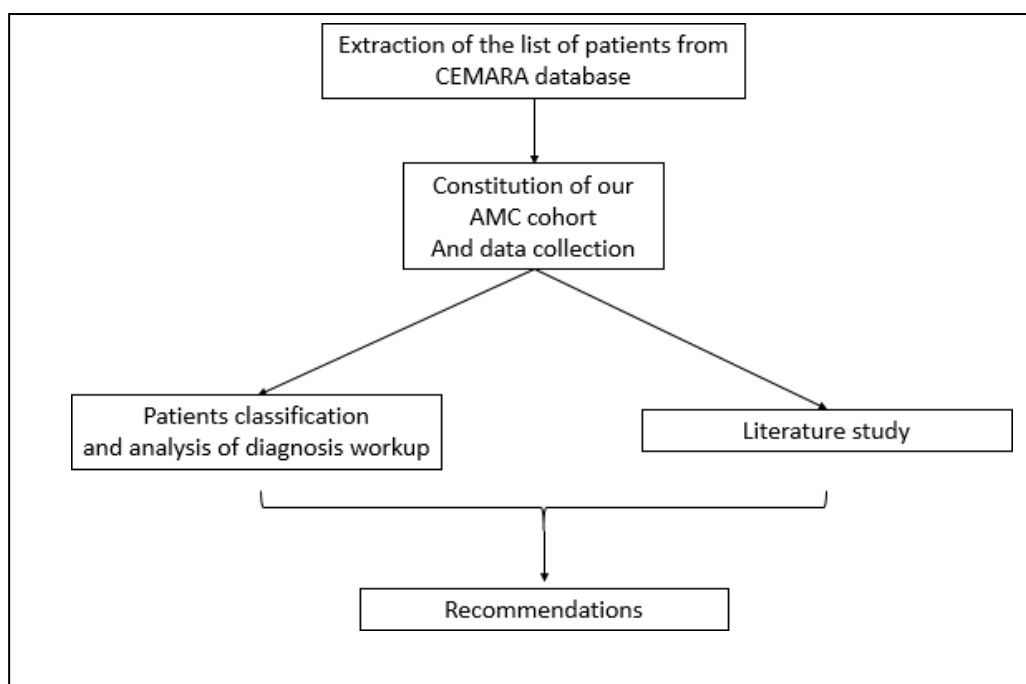 Extraction of the list of patients from
CEMARA database
Constitution of our
AMC cohort
And data collection
Patients classification
and analysis of diagnosis workup
Literature study
Recommendations